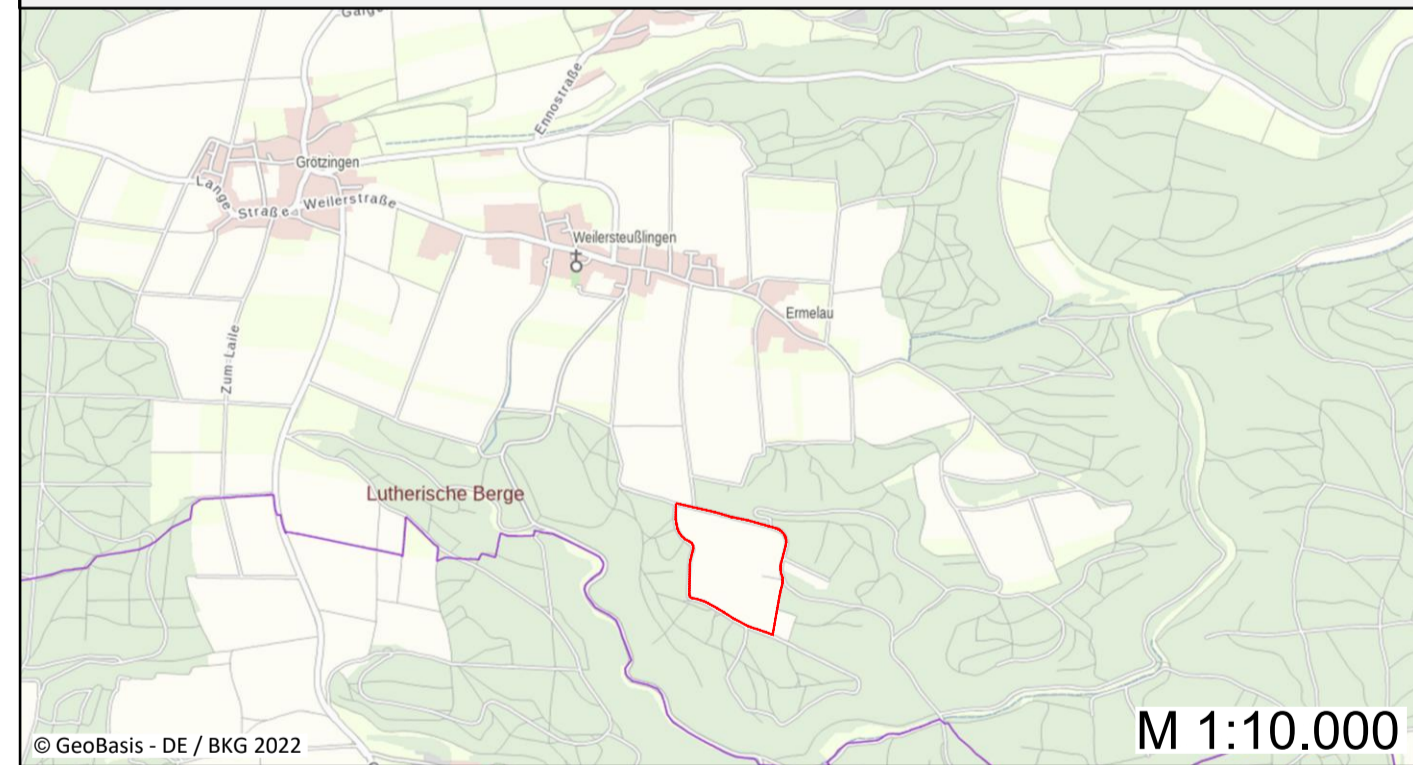 Ennostraße
Grötzingen
Lange Straße
Weilerstraße
Weilersteußlingen
Ermelau
Zum Laile
Lutherische Berge
© GeoBasis - DE / BKG 2022
M 1:10.000